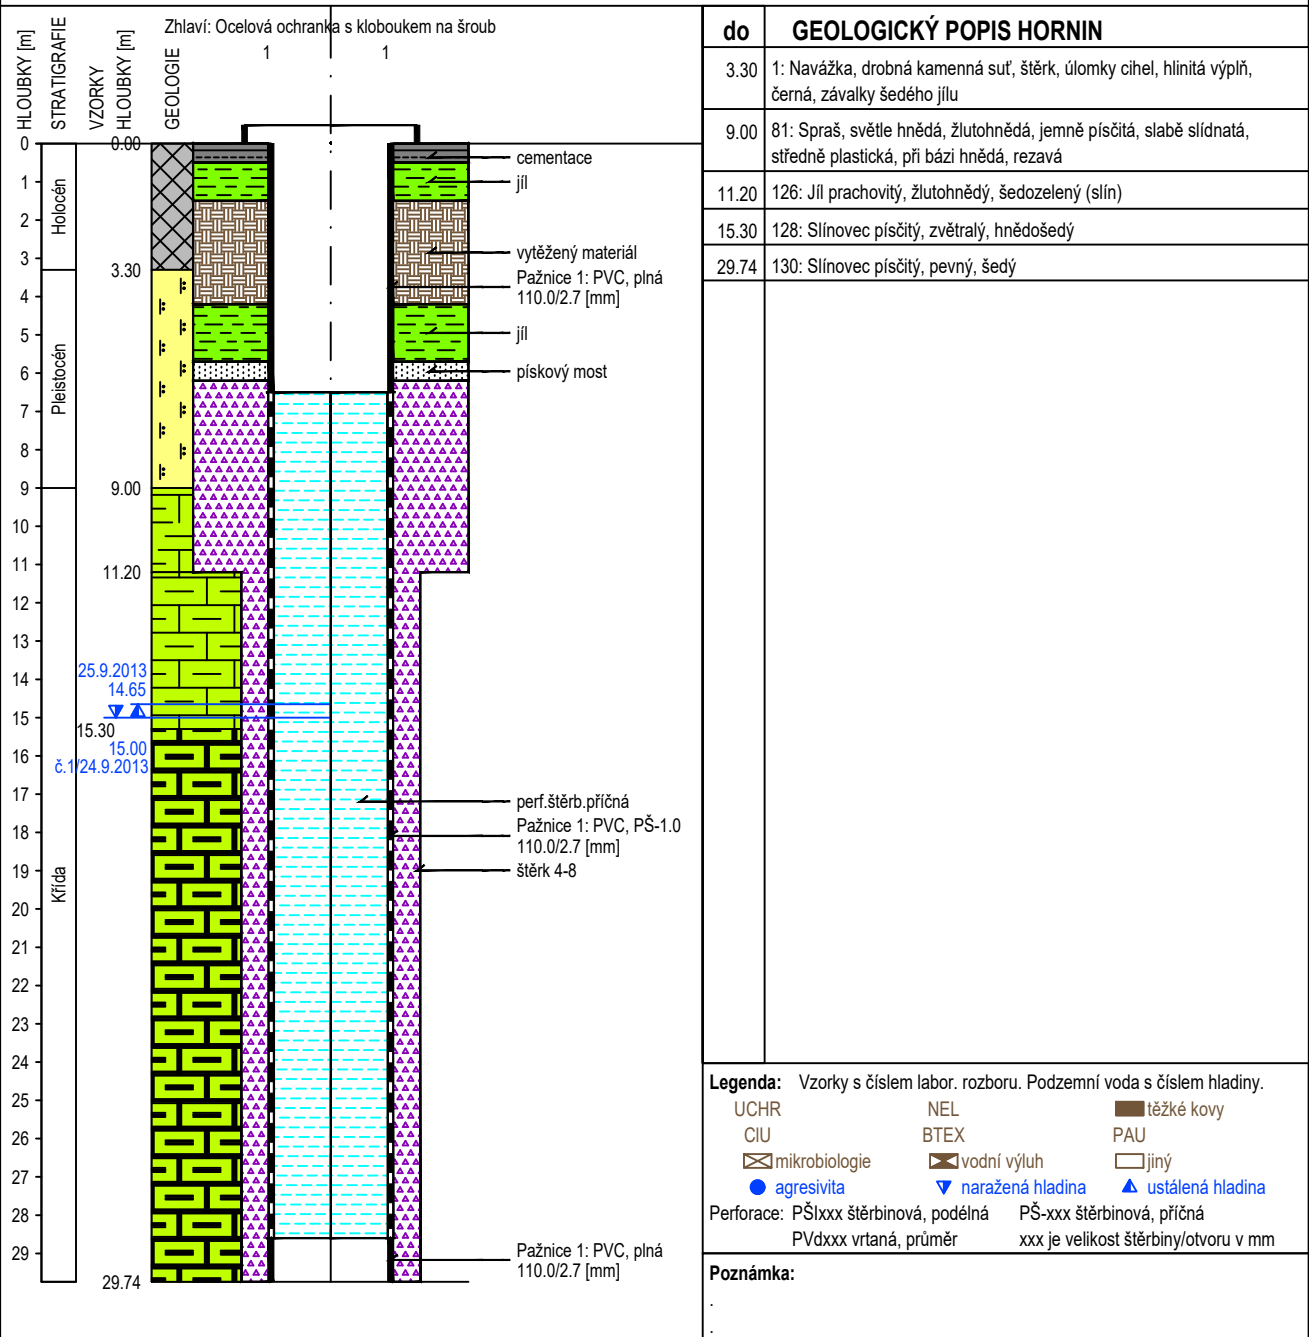 HLOUBKY [m]
STRATIGRAFIE
VZORKY
HLOUBKY [m]
GEOLOGIE
Zhlaví: Ocelová ochranka s kloboukem na šroub
1 1
0
1
2
3
4
5
6
7
8
9
10
11
12
13
14
15
16
17
18
19
20
21
22
23
24
25
26
27
28
29
Holocén
Pleistocén
Křída
0.00
3.30
9.00
11.20
25.9.2013
14.65
15.30
15.00
č.1/24.9.2013
29.74
cementace
jíl
vytěžený materiál
Pažnice 1: PVC, plná
110.0/2.7 [mm]
jíl
pískový most
perf.štěrb.příčná
Pažnice 1: PVC, PŠ-1.0
110.0/2.7 [mm]
štěrk 4-8
Pažnice 1: PVC, plná
110.0/2.7 [mm]
do GEOLOGICKÝ POPIS HORNIN
3.30 1: Navážka, drobná kamenná suť, štěrk, úlomky cihel, hlinitá výplň,
černá, závalky šedého jílu
9.00 81: Spraš, světle hnědá, žlutohnědá, jemně písčitá, slabě slídnatá,
středně plastická, při bázi hnědá, rezavá
11.20 126: Jíl prachovitý, žlutohnědý, šedozelený (slín)
15.30 128: Slínovec písčitý, zvětralý, hnědošedý
29.74 130: Slínovec písčitý, pevný, šedý
Legenda: Vzorky s číslem labor. rozboru. Podzemní voda s číslem hladiny.
UCHR NEL těžké kovy
CIU BTEX PAU
mikrobiologie vodní výluh jiný
agresivita naražená hladina ustálená hladina
Perforace: PŠlxxx štěrbinová, podélná PŠ-xxx štěrbinová, příčná
PVdxxx vrtaná, průměr xxx je velikost štěrbiny/otvoru v mm
Poznámka:
.
.